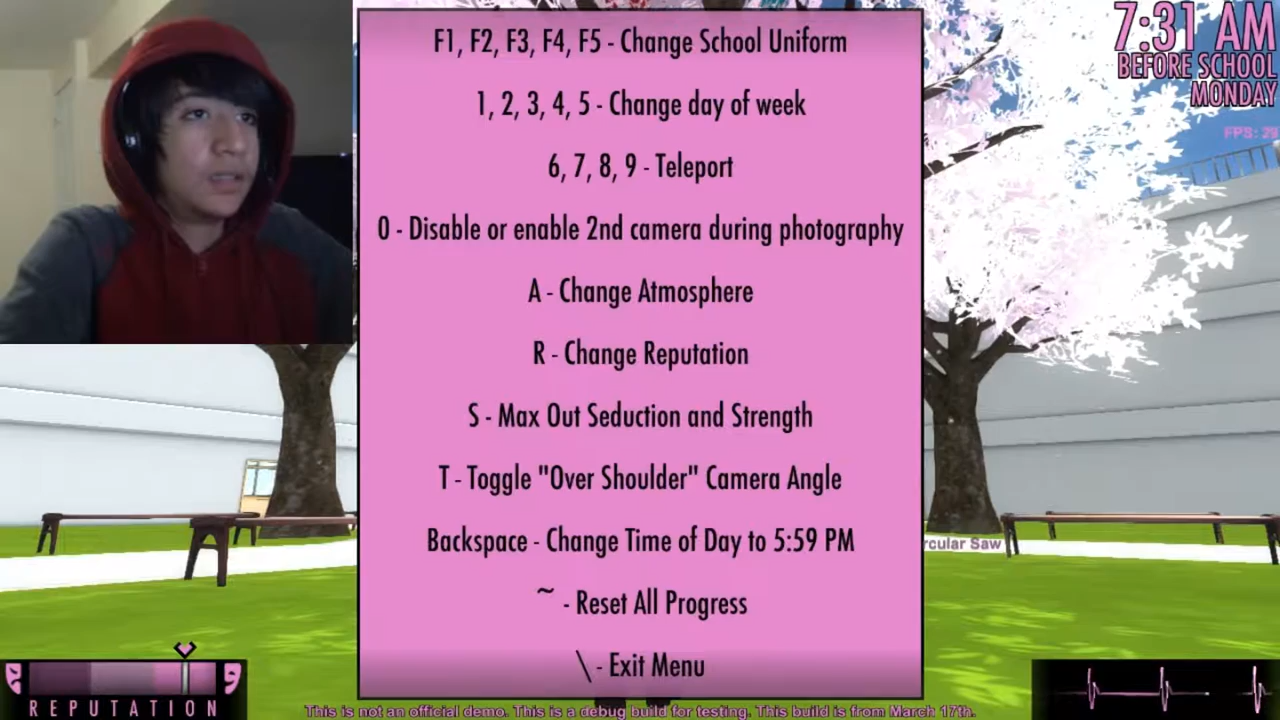 F1, F2, F3, F4, F5 - Change School Uniform
1, 2, 3, 4, 5 - Change day of week
6, 7, 8, 9 - Teleport
0 - Disable or enable 2nd camera during photography
A - Change Atmosphere
R - Change Reputation
S - Max Out Seduction and Strength
T - Toggle "Over Shoulder" Camera Angle
Backspace - Change Time of Day to 5:59 PM
~ - Reset All Progress
\ - Exit Menu
7:31 AM
BEFORE SCHOOL
MONDAY
FPS: 29
rcular Saw
REPUTATION
This is not an official demo. This is a debug build for testing. This build is from March 17th.